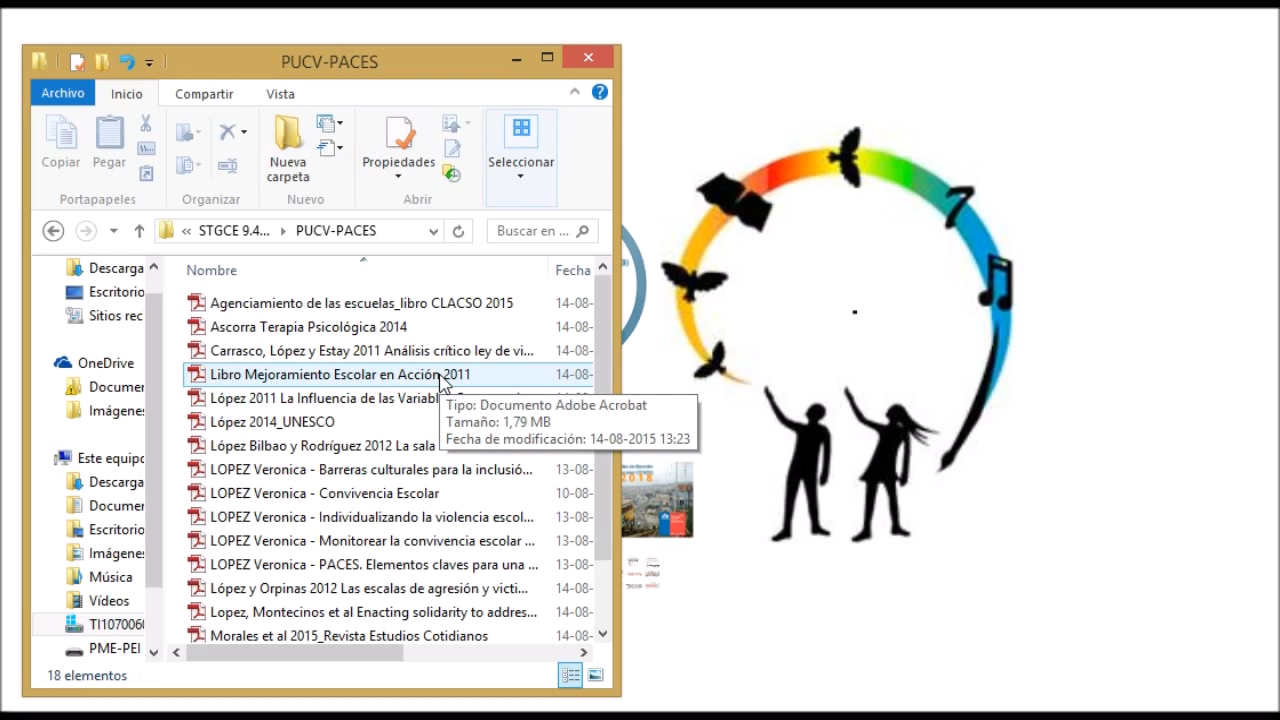 PUCV-PACES
Archivo
Inicio
Compartir
Vista
Copiar
Pegar
Nueva carpeta
Propiedades
Seleccionar
Portapapeles
Organizar
Nuevo
Abrir
« STGCE 9.4... PUCV-PACES
Buscar en ...
Descarga
Escritorio
Sitios rec
OneDrive
Documer
Imágenes
Este equipo
Descarga
Documer
Escritorio
Imágenes
Música
Vídeos
TI1070060
PME-PEI
Nombre Fecha
Agenciamiento de las escuelas_libro CLACSO 2015 14-08-
Ascorra Terapia Psicológica 2014 14-08-
Carrasco, López y Estay 2011 Análisis crítico ley de vi... 14-08-
Libro Mejoramiento Escolar en Acción 2011 14-08-
López 2011 La Influencia de las Variabl
López 2014_UNESCO
López Bilbao y Rodríguez 2012 La sala
LOPEZ Veronica - Barreras culturales para la inclusió... 13-08-
LOPEZ Veronica - Convivencia Escolar 10-08-
LOPEZ Veronica - Individualizando la violencia escol... 13-08-
LOPEZ Veronica - Monitorear la convivencia escolar ... 13-08-
LOPEZ Veronica - PACES. Elementos claves para una ... 13-08-
López y Orpinas 2012 Las escalas de agresión y victi... 14-08-
Lopez, Montecinos et al Enacting solidarity to addres... 14-08-
Morales et al 2015_Revista Estudios Cotidianos 14-08-
Tipo: Documento Adobe Acrobat
Tamaño: 1,79 MB
Fecha de modificación: 14-08-2015 13:23
18 elementos
2018